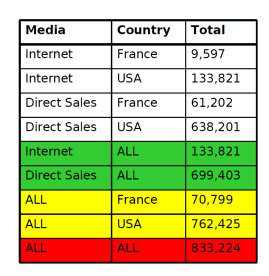 Media Country Total
Internet France 9,597
Internet USA 133,821
Direct Sales France 61,202
Direct Sales USA 638,201
Internet ALL 133,821
Direct Sales ALL 699,403
ALL France 70,799
ALL USA 762,425
ALL ALL 833,224